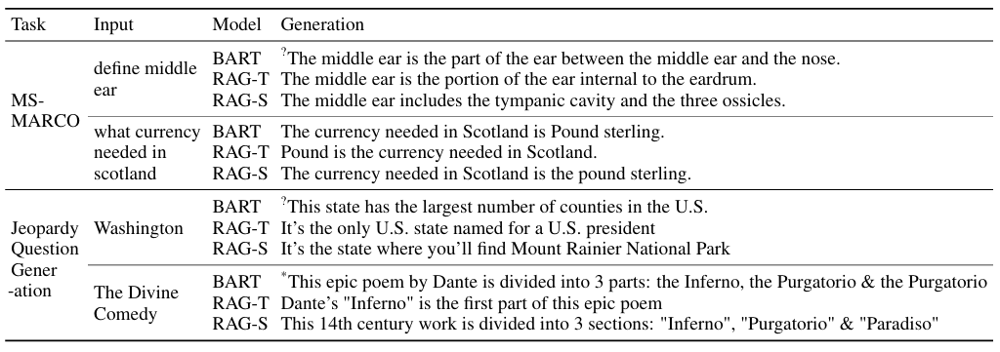 Task Input Model Generation
define middle ear
BART ?The middle ear is the part of the ear between the middle ear and the nose.
RAG-T The middle ear is the portion of the ear internal to the eardrum.
RAG-S The middle ear includes the tympanic cavity and the three ossicles.
MS-
MARCO
what currency
needed in
scotland
BART The currency needed in Scotland is Pound sterling.
RAG-T Pound is the currency needed in Scotland.
RAG-S The currency needed in Scotland is the pound sterling.
Jeopardy
Question
Gener
-ation
Washington
BART ?This state has the largest number of counties in the U.S.
RAG-T It's the only U.S. state named for a U.S. president
RAG-S It's the state where you'll find Mount Rainier National Park
The Divine
Comedy
BART *This epic poem by Dante is divided into 3 parts: the Inferno, the Purgatorio & the Purgatorio
RAG-T Dante's "Inferno" is the first part of this epic poem
RAG-S This 14th century work is divided into 3 sections: "Inferno", "Purgatorio" & "Paradiso"